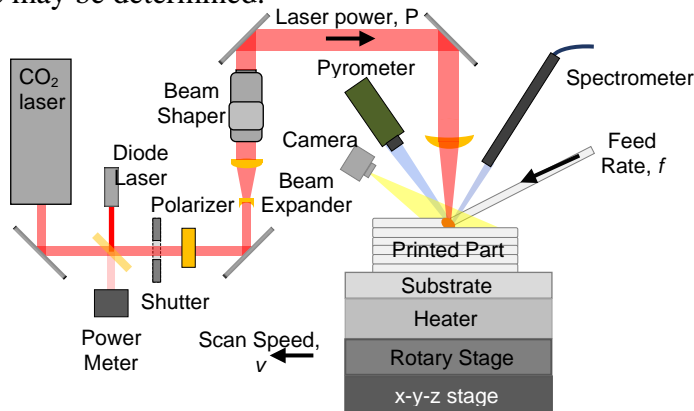 may be determined.
Laser power, P
CO2
laser
Beam
Shaper
Pyrometer
Spectrometer
Camera
Feed
Rate, f
Diode
Laser
Beam
Expander
Polarizer
Printed Part
Shutter
Substrate
Power
Meter
Heater
Scan Speed,
v
Rotary Stage
x-y-z stage